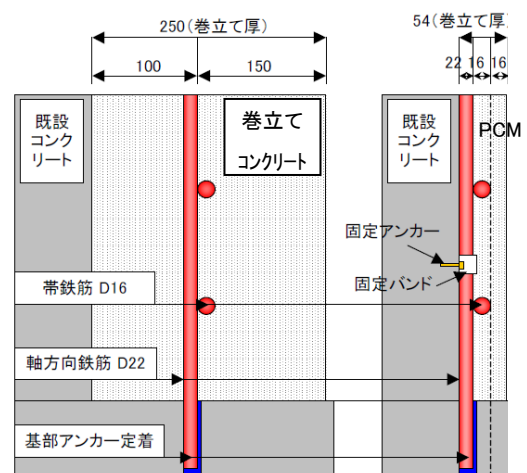 250(巻立て厚)
100
150
既設
コンク
リート
巻立て
コンクリート
54(巻立て厚)
22
16
16
既設
コンク
リート
PCM
固定アンカー
固定バンド
帯鉄筋 D16
軸方向鉄筋 D22
基部アンカー定着